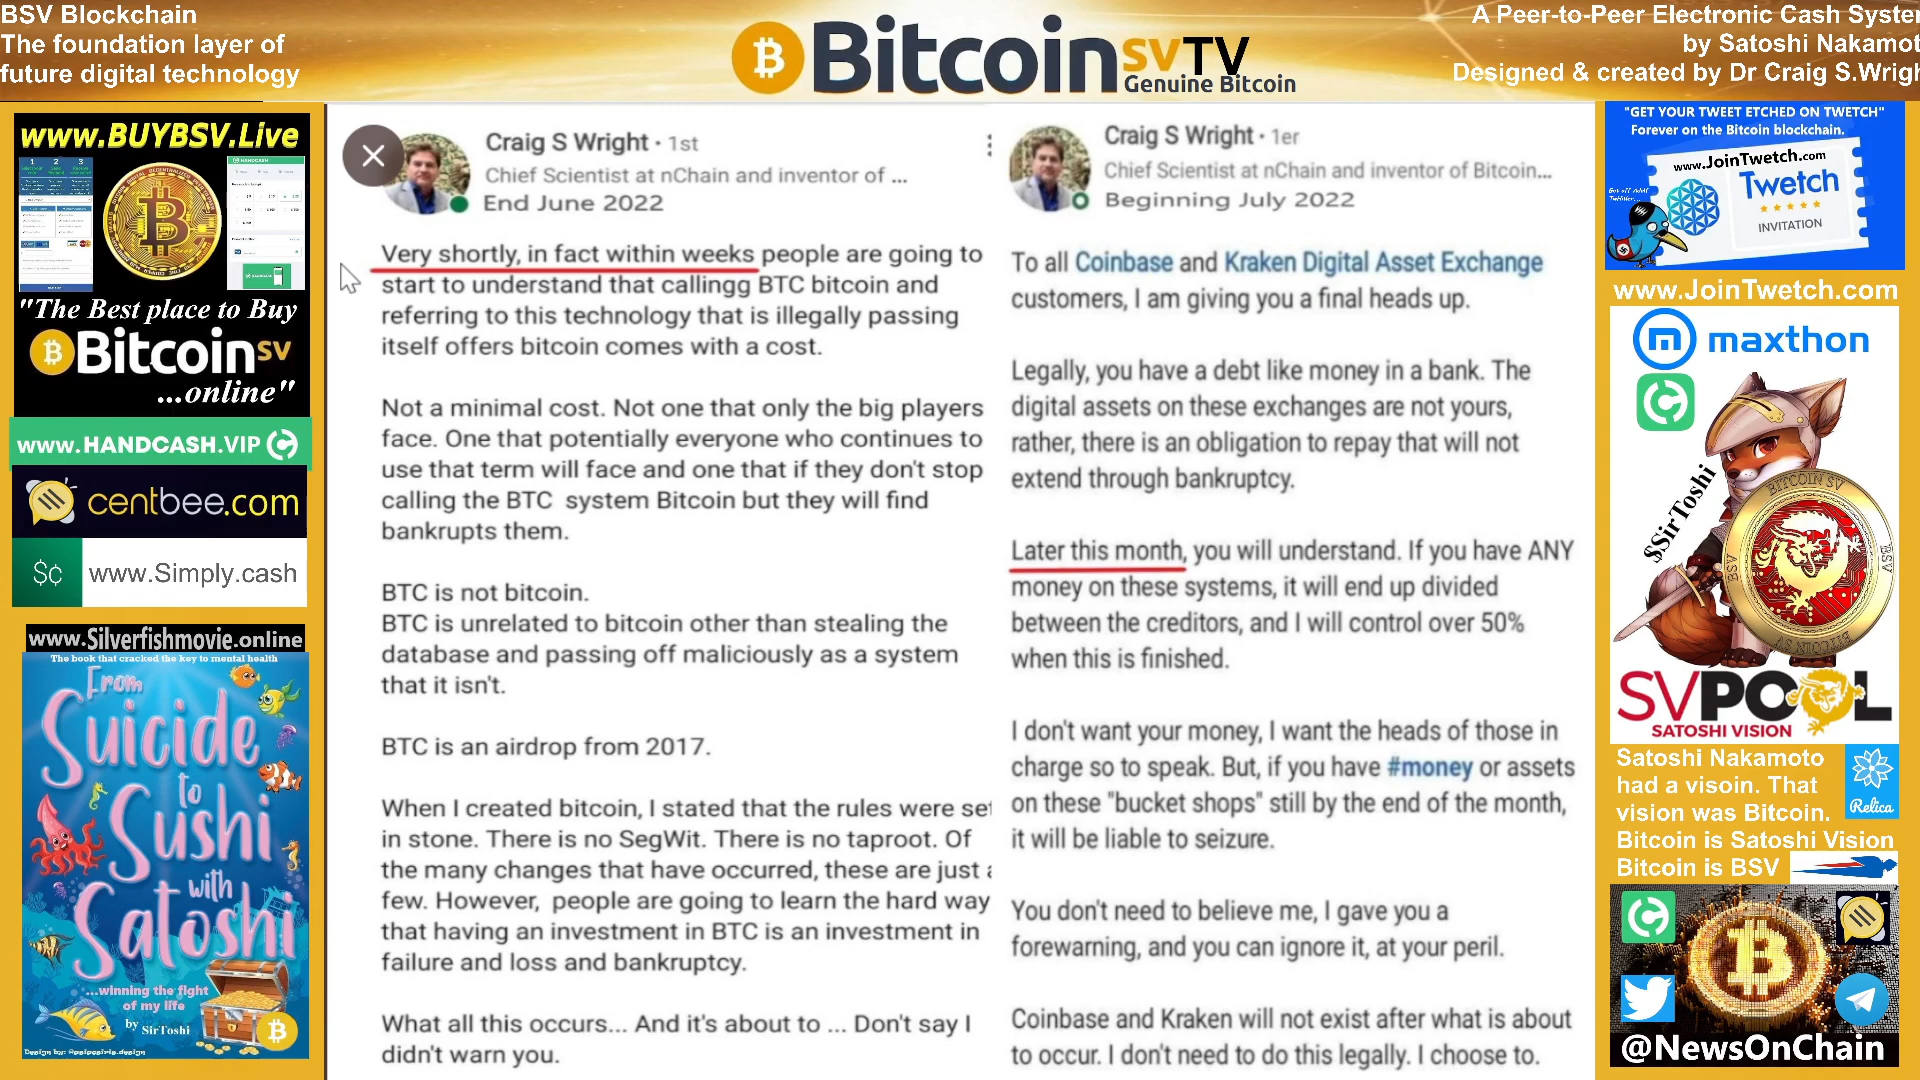 BSV Blockchain
The foundation layer of
future digital technology
Bitcoin SV TV
Genuine Bitcoin
A Peer-to-Peer Electronic Cash System
by Satoshi Nakamot
Designed & created by Dr Craig S.Wrigh
www.BUYBSV.Live
"The Best place to Buy
Bitcoin SV
...online"
www.HANDCASH.VIP
centbee.com
$c www.Simply.cash
www.Silverfishmovie.online
The book that cracked the key to mental health
From
Suicide
to
Sushi
with
Satoshi
...winning the fight
of my life
by SirToshi
Craig S Wright · 1st
Chief Scientist at nChain and inventor of ...
End June 2022
Very shortly, in fact within weeks people are going to
start to understand that callingg BTC bitcoin and
referring to this technology that is illegally passing
itself offers bitcoin comes with a cost.
Not a minimal cost. Not one that only the big players
face. One that potentially everyone who continues to
use that term will face and one that if they don't stop
calling the BTC system Bitcoin but they will find
bankrupts them.
BTC is not bitcoin.
BTC is unrelated to bitcoin other than stealing the
database and passing off maliciously as a system
that it isn't.
BTC is an airdrop from 2017.
When I created bitcoin, I stated that the rules were set
in stone. There is no SegWit. There is no taproot. Of
the many changes that have occurred, these are just a
few. However, people are going to learn the hard way
that having an investment in BTC is an investment in
failure and loss and bankruptcy.
What all this occurs... And it's about to ... Don't say I
didn't warn you.
Craig S Wright · 1er
Chief Scientist at nChain and inventor of Bitcoin...
Beginning July 2022
To all Coinbase and Kraken Digital Asset Exchange
customers, I am giving you a final heads up.
Legally, you have a debt like money in a bank. The
digital assets on these exchanges are not yours,
rather, there is an obligation to repay that will not
extend through bankruptcy.
Later this month, you will understand. If you have ANY
money on these systems, it will end up divided
between the creditors, and I will control over 50%
when this is finished.
I don't want your money, I want the heads of those in
charge so to speak. But, if you have #money or assets
on these "bucket shops" still by the end of the month,
it will be liable to seizure.
You don't need to believe me, I gave you a
forewarning, and you can ignore it, at your peril.
Coinbase and Kraken will not exist after what is about
to occur. I don't need to do this legally. I choose to.
"GET YOUR TWEET ETCHED ON TWETCH"
Forever on the Bitcoin blockchain.
www.JoinTwetch.com
Twetch
INVITATION
www.JoinTwetch.com
maxthon
$SirToshi
BITCOIN SV
BSV
BSV
SVPOOL
SATOSHI VISION
Satoshi Nakamoto
had a visoin. That
vision was Bitcoin.
Bitcoin is Satoshi Vision
Bitcoin is BSV
Relica
@NewsOnChain